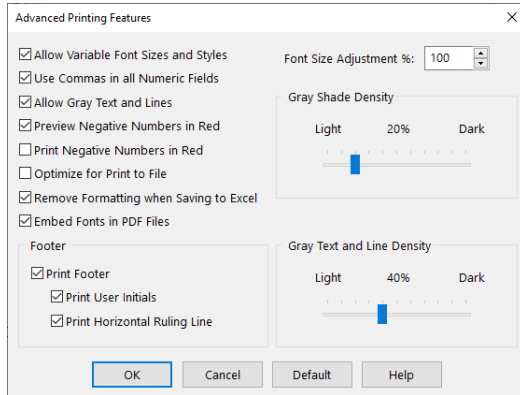 Advanced Printing Features
Allow Variable Font Sizes and Styles
Font Size Adjustment %: 100
Use Commas in all Numeric Fields
Allow Gray Text and Lines
Preview Negative Numbers in Red
Print Negative Numbers in Red
Optimize for Print to File
Remove Formatting when Saving to Excel
Embed Fonts in PDF Files
Gray Shade Density
Light 20% Dark
Footer
Print Footer
Print User Initials
Print Horizontal Ruling Line
Gray Text and Line Density
Light 40% Dark
OK Cancel Default Help